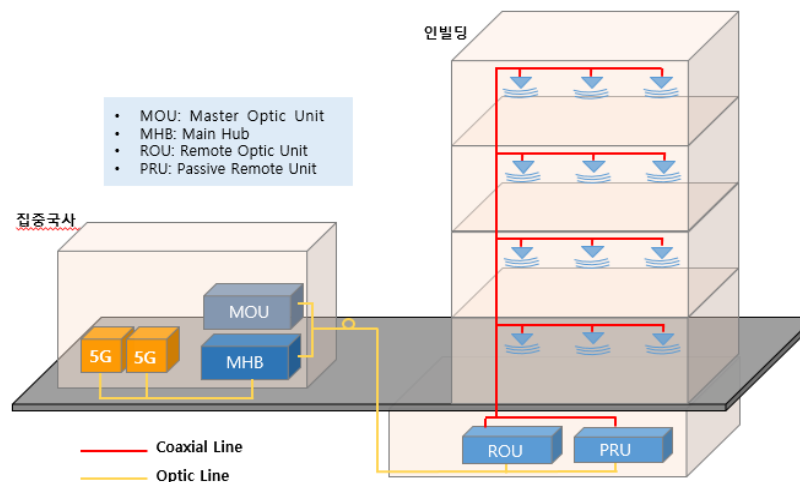 인빌딩
• MOU: Master Optic Unit
• MHB: Main Hub
• ROU: Remote Optic Unit
• PRU: Passive Remote Unit
집중국사
MOU
5G 5G
MHB
ROU PRU
Coaxial Line
Optic Line